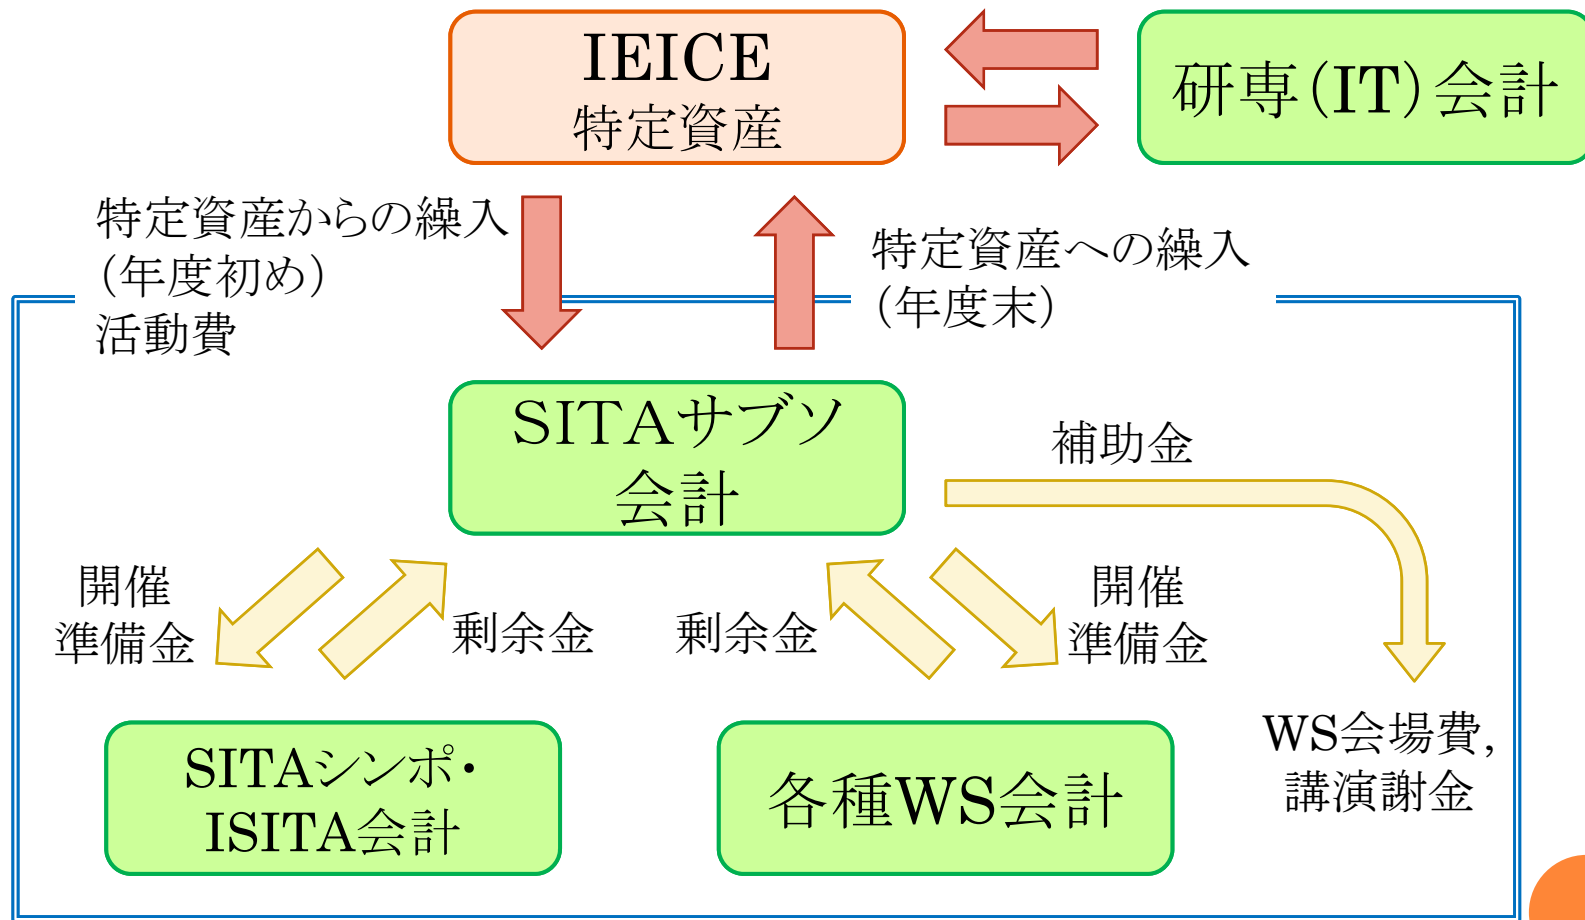 IEICE
特定資産
研専（IT）会計
特定資産からの繰入
（年度初め）
活動費
特定資産への繰入
（年度末）
SITAサブソ
会計
補助金
開催
準備金
剰余金
剰余金
開催
準備金
SITAシンポ・
ISITA会計
各種WS会計
WS会場費，
講演謝金